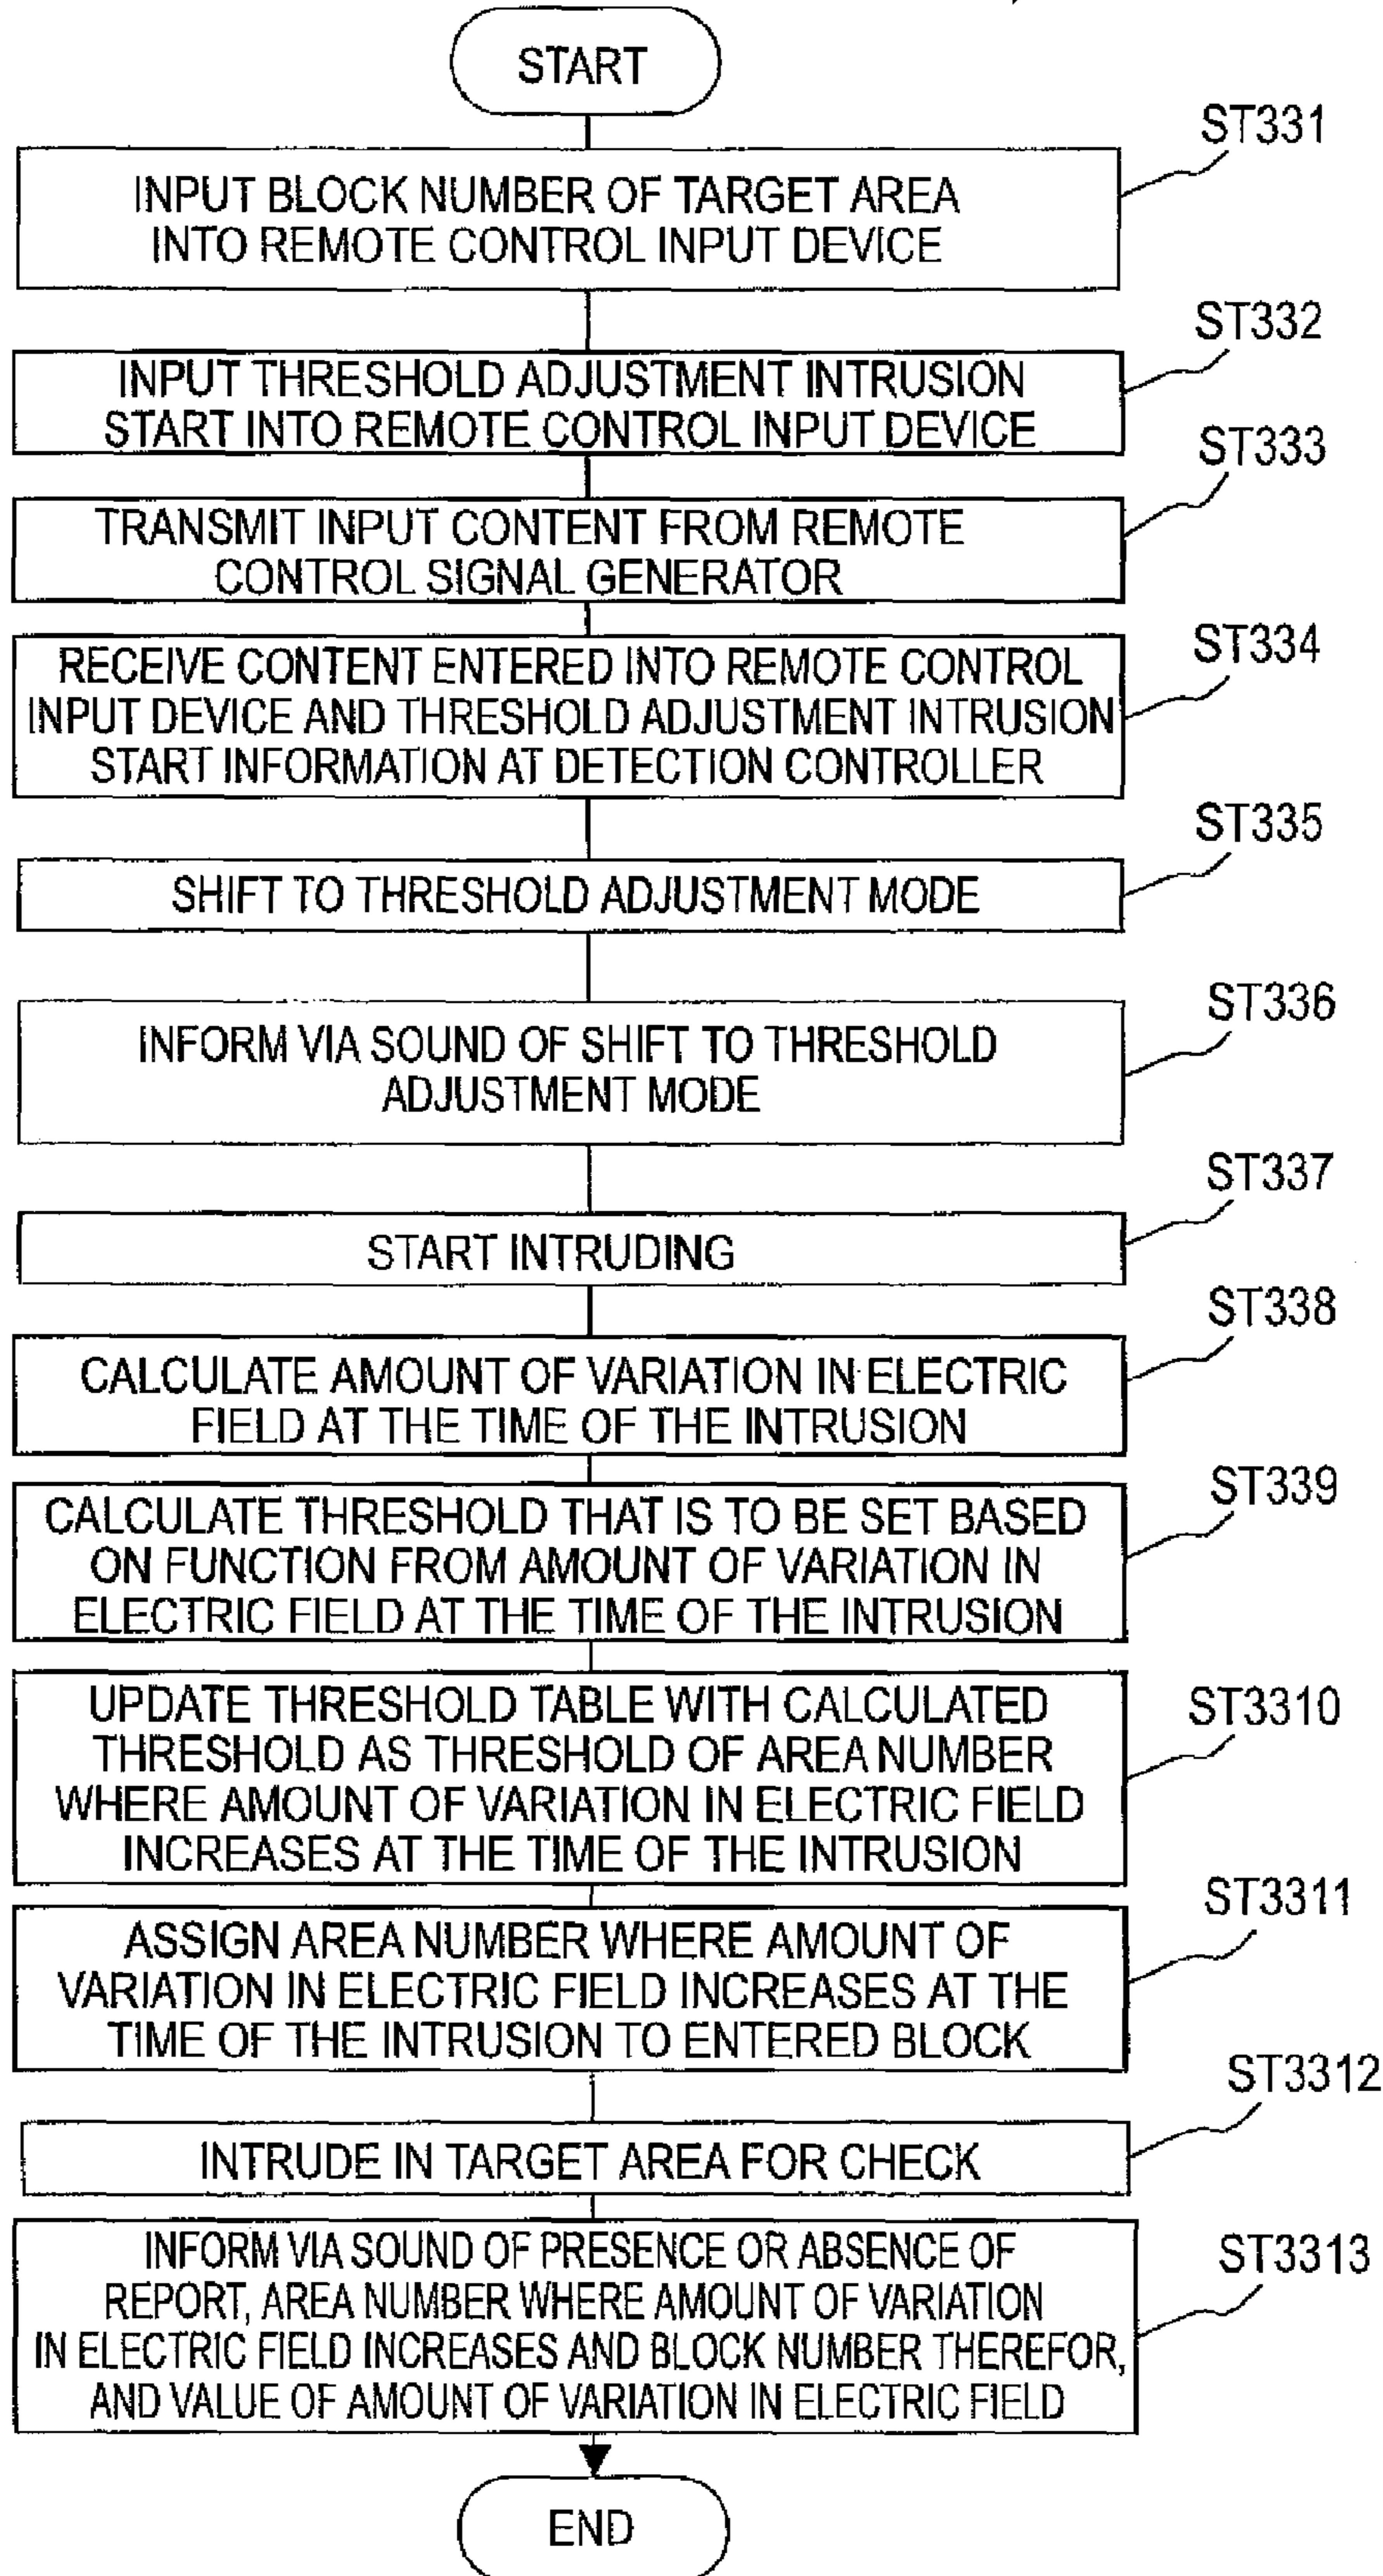 START
ST331
INPUT BLOCK NUMBER OF TARGET AREA
INTO REMOTE CONTROL INPUT DEVICE
ST332
INPUT THRESHOLD ADJUSTMENT INTRUSION
START INTO REMOTE CONTROL INPUT DEVICE
ST333
TRANSMIT INPUT CONTENT FROM REMOTE
CONTROL SIGNAL GENERATOR
ST334
RECEIVE CONTENT ENTERED INTO REMOTE CONTROL
INPUT DEVICE AND THRESHOLD ADJUSTMENT INTRUSION
START INFORMATION AT DETECTION CONTROLLER
ST335
SHIFT TO THRESHOLD ADJUSTMENT MODE
ST336
INFORM VIA SOUND OF SHIFT TO THRESHOLD
ADJUSTMENT MODE
ST337
START INTRUDING
ST338
CALCULATE AMOUNT OF VARIATION IN ELECTRIC
FIELD AT THE TIME OF THE INTRUSION
ST339
CALCULATE THRESHOLD THAT IS TO BE SET BASED
ON FUNCTION FROM AMOUNT OF VARIATION IN
ELECTRIC FIELD AT THE TIME OF THE INTRUSION
ST3310
UPDATE THRESHOLD TABLE WITH CALCULATED
THRESHOLD AS THRESHOLD OF AREA NUMBER
WHERE AMOUNT OF VARIATION IN ELECTRIC FIELD
INCREASES AT THE TIME OF THE INTRUSION
ST3311
ASSIGN AREA NUMBER WHERE AMOUNT OF
VARIATION IN ELECTRIC FIELD INCREASES AT THE
TIME OF THE INTRUSION TO ENTERED BLOCK
ST3312
INTRUDE IN TARGET AREA FOR CHECK
ST3313
INFORM VIA SOUND OF PRESENCE OR ABSENCE OF
REPORT, AREA NUMBER WHERE AMOUNT OF VARIATION
IN ELECTRIC FIELD INCREASES AND BLOCK NUMBER THEREFOR,
AND VALUE OF AMOUNT OF VARIATION IN ELECTRIC FIELD
END